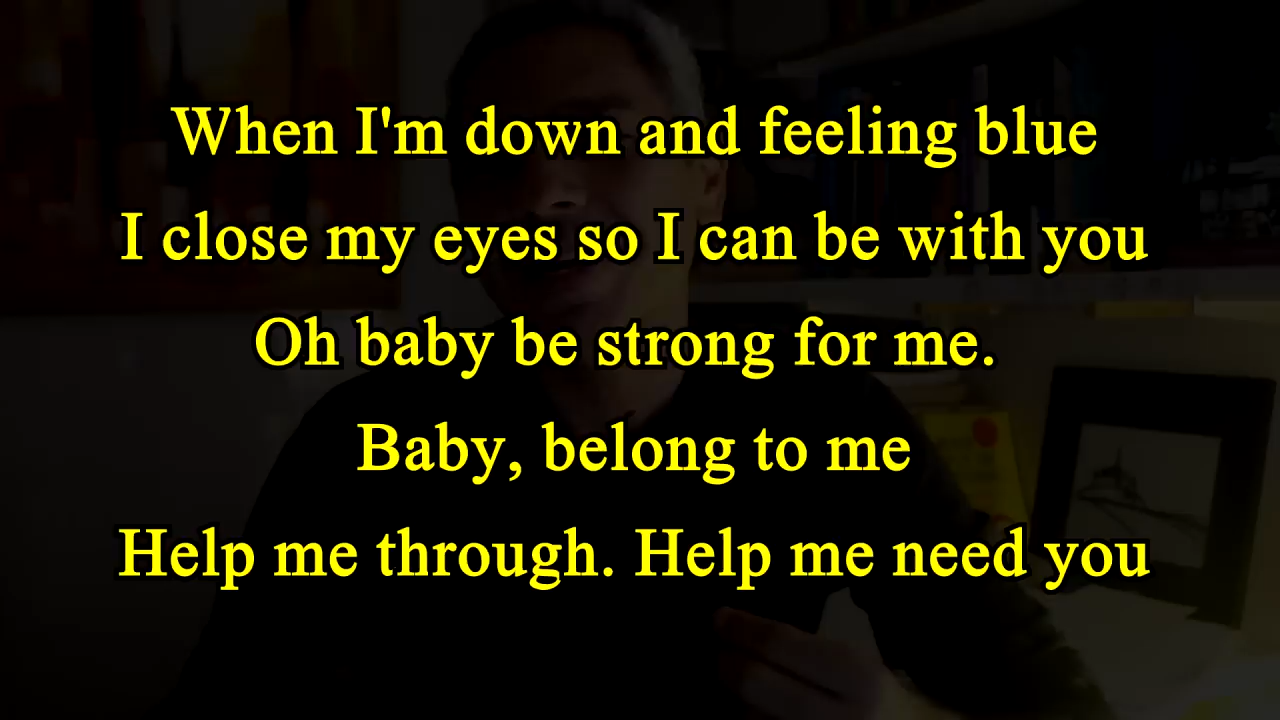 When I'm down and feeling blue
I close my eyes so I can be with you
Oh baby be strong for me.
Baby, belong to me
Help me through. Help me need you